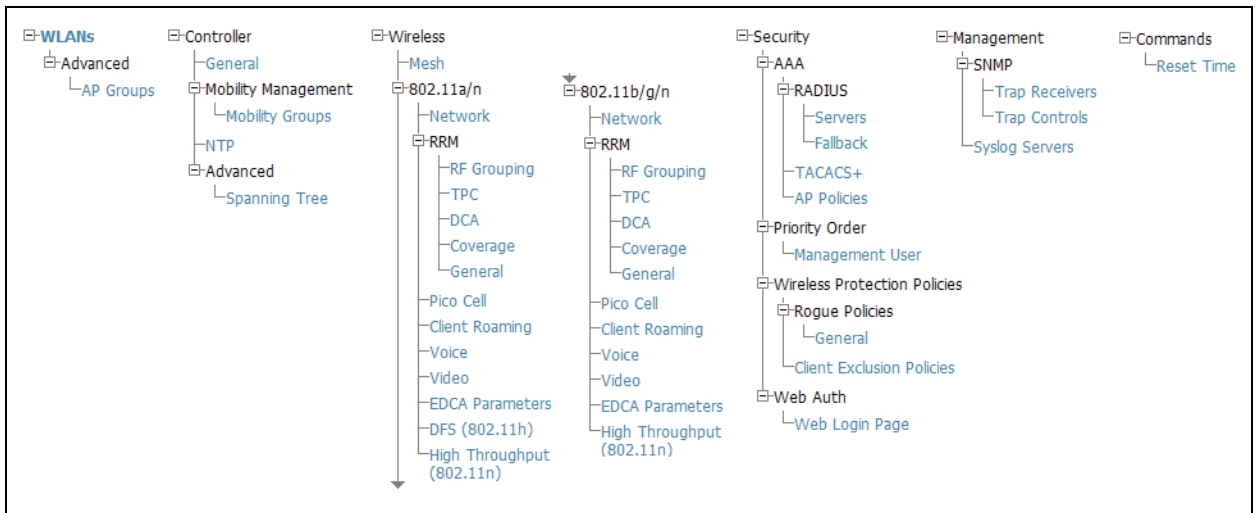 WLANs
Advanced
AP Groups
Controller
General
Mobility Management
Mobility Groups
NTP
Advanced
Spanning Tree
Wireless
Mesh
802.11a/n
Network
RRM
RF Grouping
TPC
DCA
Coverage
General
Pico Cell
Client Roaming
Voice
Video
EDCA Parameters
DFS (802.11h)
High Throughput
(802.11n)
802.11b/g/n
Network
RRM
RF Grouping
TPC
DCA
Coverage
General
Pico Cell
Client Roaming
Voice
Video
EDCA Parameters
High Throughput
(802.11n)
Security
AAA
RADIUS
Servers
Fallback
TACACS+
AP Policies
Priority Order
Management User
Wireless Protection Policies
Rogue Policies
General
Client Exclusion Policies
Web Auth
Web Login Page
Management
SNMP
Trap Receivers
Trap Controls
Syslog Servers
Commands
Reset Time